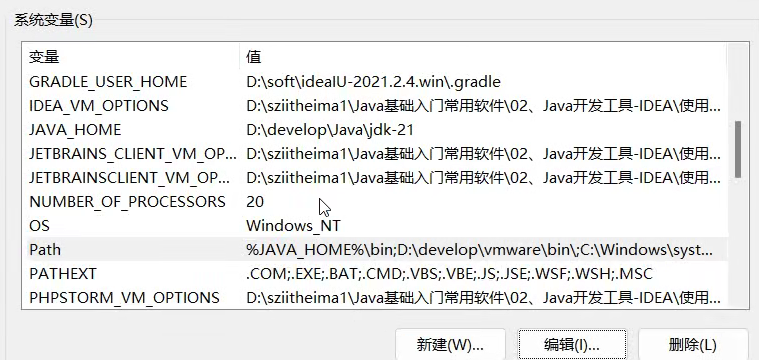 系统变量(S)
变量 值
GRADLE_USER_HOME D:\soft\ideaIU-2021.2.4.win\.gradle
IDEA_VM_OPTIONS D:\sziitheima1\Java基础入门常用软件\02、Java开发工具-IDEA\使用...
JAVA_HOME D:\develop\Java\jdk-21
JETBRAINS_CLIENT_VM_OP... D:\sziitheima1\Java基础入门常用软件\02、Java开发工具-IDEA\使用...
JETBRAINSCLIENT_VM_OP... D:\sziitheima1\Java基础入门常用软件\02、Java开发工具-IDEA\使用...
NUMBER_OF_PROCESSORS 20
OS Windows_NT
Path %JAVA_HOME%\bin;D:\develop\vmware\bin\;C:\Windows\syst...
PATHEXT .COM;.EXE;.BAT;.CMD;.VBS;.VBE;.JS;.JSE;.WSF;.WSH;.MSC
PHPSTORM_VM_OPTIONS D:\sziitheima1\Java基础入门常用软件\02、Java开发工具-IDEA\使用...
新建(W)... 编辑(I)... 删除(L)